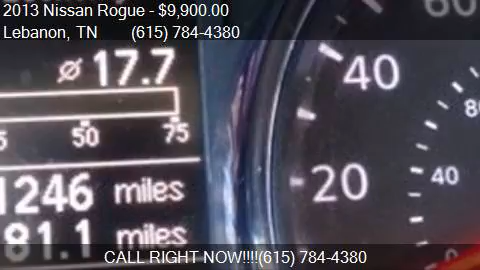 2013 Nissan Rogue - $9,900.00
Lebanon, TN (615) 784-4380
ø 17.7
50 75
1246 miles
81.1 miles
60
40
20
40
CALL RIGHT NOW!!!!(615) 784-4380